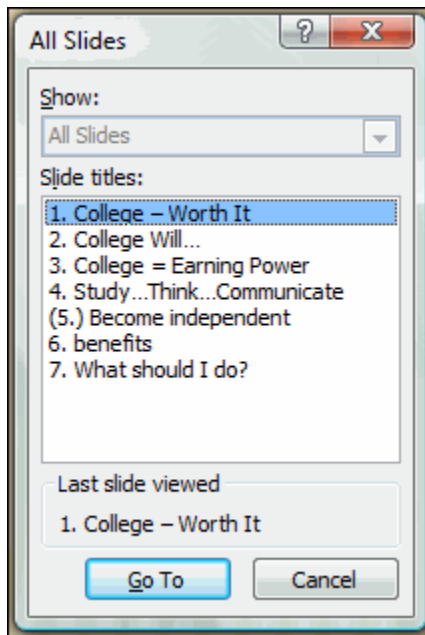 All Slides
Show:
All Slides
Slide titles:
1. College – Worth It
2. College Will...
3. College = Earning Power
4. Study...Think...Communicate
(5.) Become independent
6. benefits
7. What should I do?
Last slide viewed
1. College – Worth It
Go To
Cancel